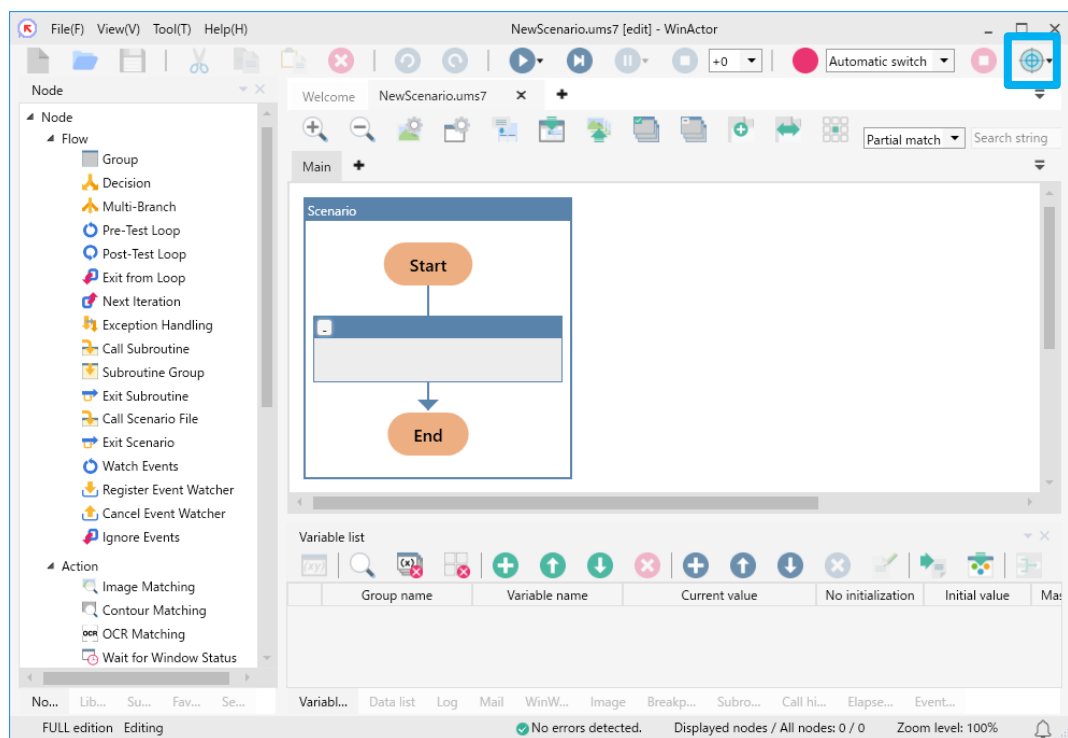 File(F) View(V) Tool(T) Help(H) NewScenario.ums7 [edit] - WinActor
+0 Automatic switch
Node
Welcome NewScenario.ums7
Node
Flow
Group
Decision
Multi-Branch
Pre-Test Loop
Post-Test Loop
Exit from Loop
Next Iteration
Exception Handling
Call Subroutine
Subroutine Group
Exit Subroutine
Call Scenario File
Exit Scenario
Watch Events
Register Event Watcher
Cancel Event Watcher
Ignore Events
Action
Image Matching
Contour Matching
OCR OCR Matching
Wait for Window Status
No... Lib... Su... Fav... Se...
Partial match Search string
Main
Scenario
Start
End
Variable list
(xy) (x)
Group name Variable name Current value No initialization Initial value Mas
Variabl... Data list Log Mail WinW... Image Breakp... Subro... Call hi... Elapse... Event...
FULL edition Editing No errors detected. Displayed nodes / All nodes: 0 / 0 Zoom level: 100%